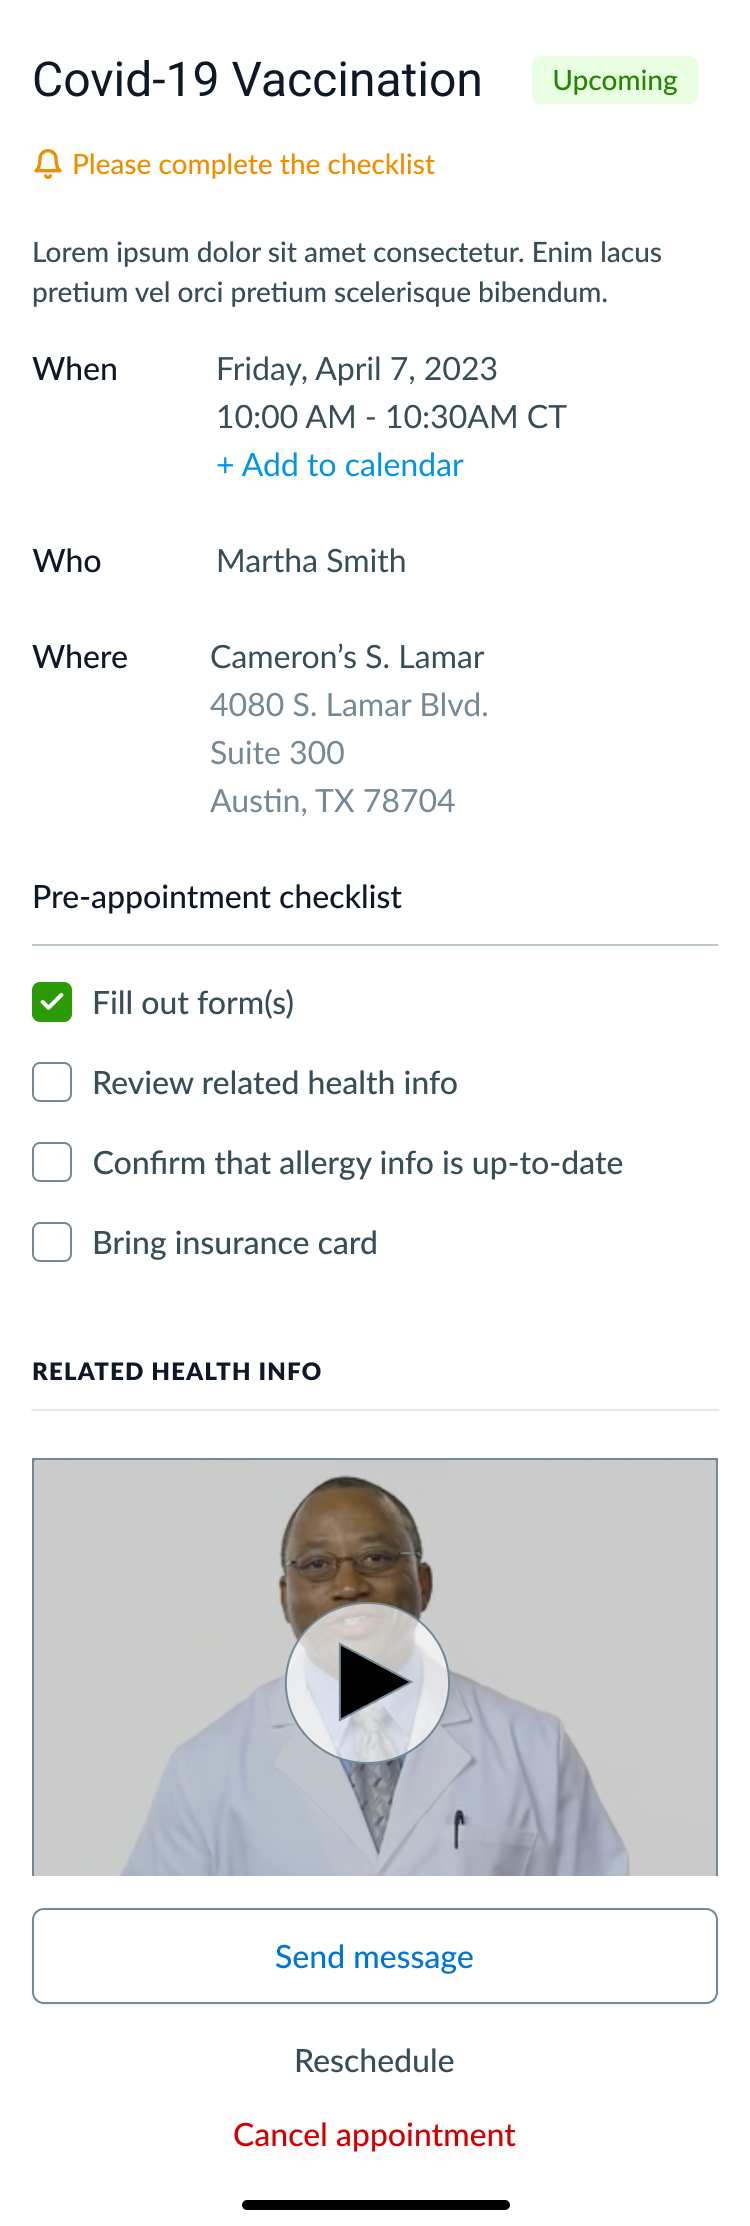 Covid-19 Vaccination
Upcoming
Please complete the checklist
Lorem ipsum dolor sit amet consectetur. Enim lacus
pretium vel orci pretium scelerisque bibendum.
When
Friday, April 7, 2023
10:00 AM - 10:30AM CT
+ Add to calendar
Who
Martha Smith
Where
Cameron’s S. Lamar
4080 S. Lamar Blvd.
Suite 300
Austin, TX 78704
Pre-appointment checklist
Fill out form(s)
Review related health info
Confirm that allergy info is up-to-date
Bring insurance card
RELATED HEALTH INFO
Send message
Reschedule
Cancel appointment